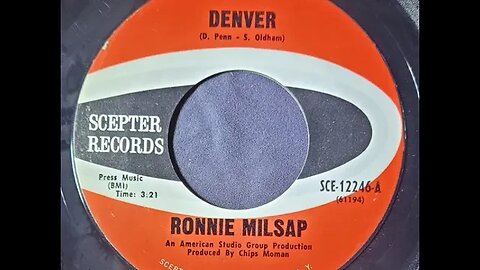 DENVER
(D. Penn - S. Oldham)
SCEPTER
RECORDS
Press Music
(BMI)
Time: 3:21
SCE-12246-A
(61194)
RONNIE MILSAP
An American Studio Group Production
Produced By Chips Moman
SCEPTER